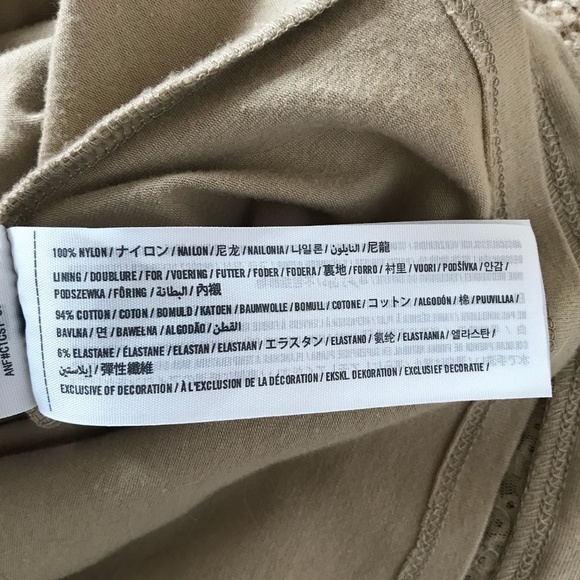 100% NYLON / ナイロン / NAILON / 尼龙 / NAILONIA / 나일론 / النايلون / 尼龍
LINING / DOUBLURE / FOR / VOERING / FUTTER / FODER / FODERA / 裏地 / FORRO / 衬里 / VUORI / PODŠÍVKA / 안감 /
PODSZEWKA / FÔRING / البطانة / 內襯
94% COTTON / COTON / BOMULD / KATOEN / BAUMWOLLE / BOMULL / COTONE / コットン / ALGODÓN / 棉 / PUUVILLAA /
BAVLNA / 면 / BAWEŁNA / ALGODÃO / القطن
6% ELASTANE / ÉLASTANE / ELASTAN / ELASTAAN / エラスタン / ELASTANO / 氨纶 / ELASTAANIA / 엘라스탄 /
إيلاستين / 彈性纖維
EXCLUSIVE OF DECORATION / À L'EXCLUSION DE LA DÉCORATION / EKSKL. DEKORATION / EXCLUSIEF DECORATIE /